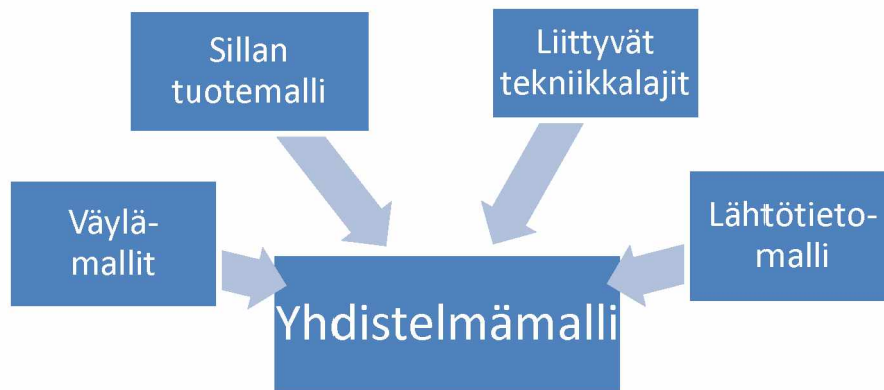 Sillan
tuotemalli
Liittyvät
tekniikkalajit
Väylä-
mallit
Lähtötieto-
malli
Yhdistelmämalli